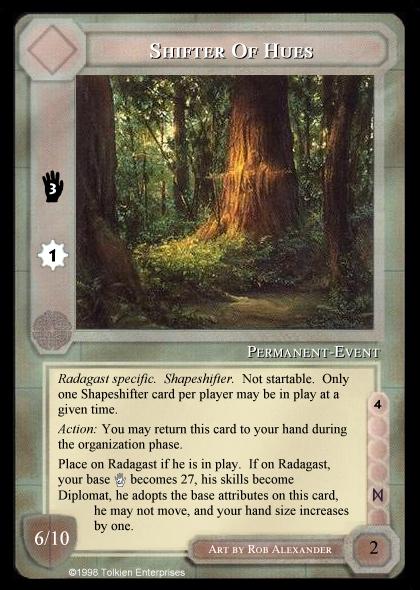 Shifter Of Hues
3
1
Permanent-Event
Radagast specific. Shapeshifter. Not startable. Only
one Shapeshifter card per player may be in play at a
given time.
Action: You may return this card to your hand during
the organization phase.
Place on Radagast if he is in play. If on Radagast,
your base becomes 27, his skills become
Diplomat, he adopts the base attributes on this card,
he may not move, and your hand size increases
by one.
4
6/10
Art by Rob Alexander
2
©1998 Tolkien Enterprises